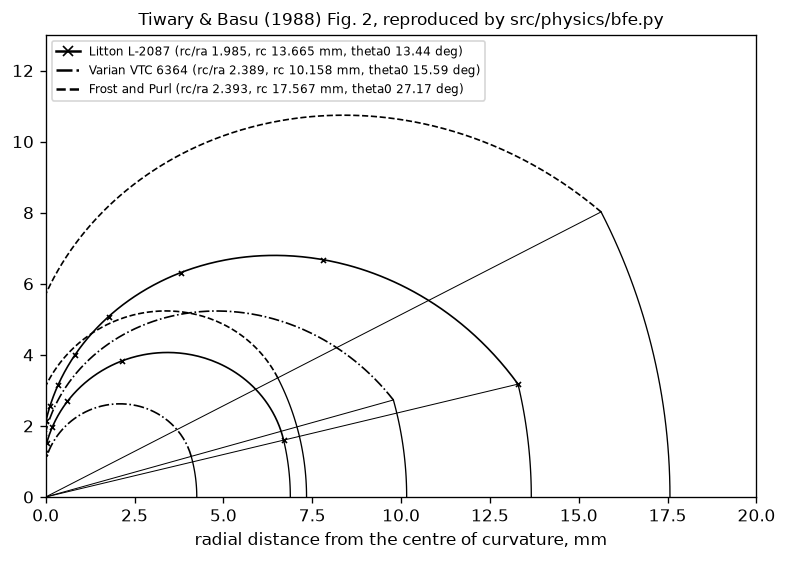 Tiwary & Basu (1988) Fig. 2, reproduced by src/physics/bfe.py
Litton L-2087 (rc/ra 1.985, rc 13.665 mm, theta0 13.44 deg)
Varian VTC 6364 (rc/ra 2.389, rc 10.158 mm, theta0 15.59 deg)
Frost and Purl (rc/ra 2.393, rc 17.567 mm, theta0 27.17 deg)
12
10
8
6
4
2
0
0.0 2.5 5.0 7.5 10.0 12.5 15.0 17.5 20.0
radial distance from the centre of curvature, mm